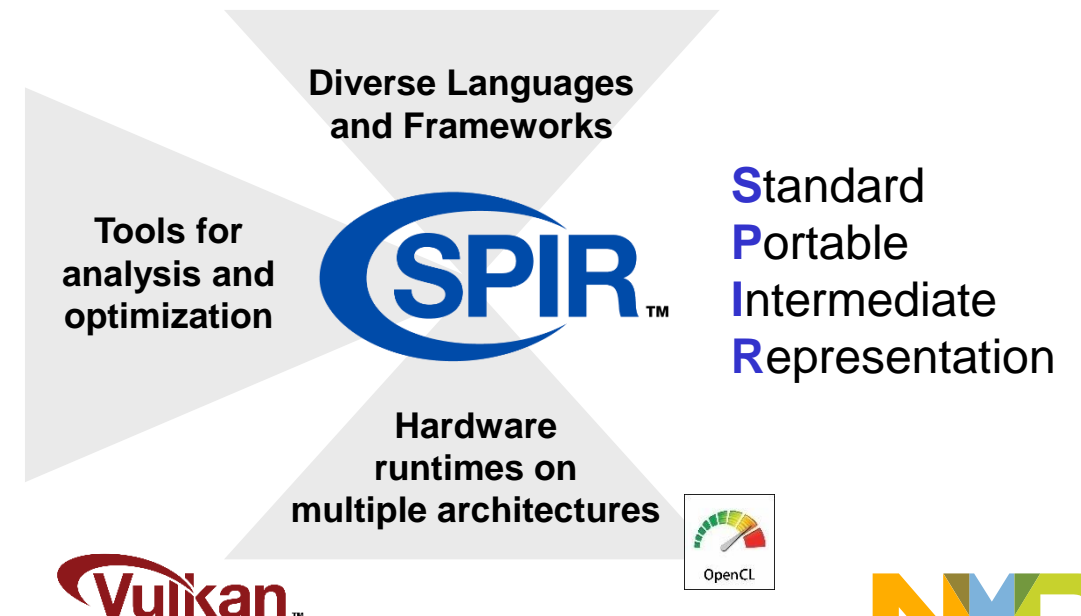 Diverse Languages
and Frameworks
Tools for
analysis and
optimization
SPIR™
Standard
Portable
Intermediate
Representation
Hardware
runtimes on
multiple architectures
OpenCL
Vulkan™